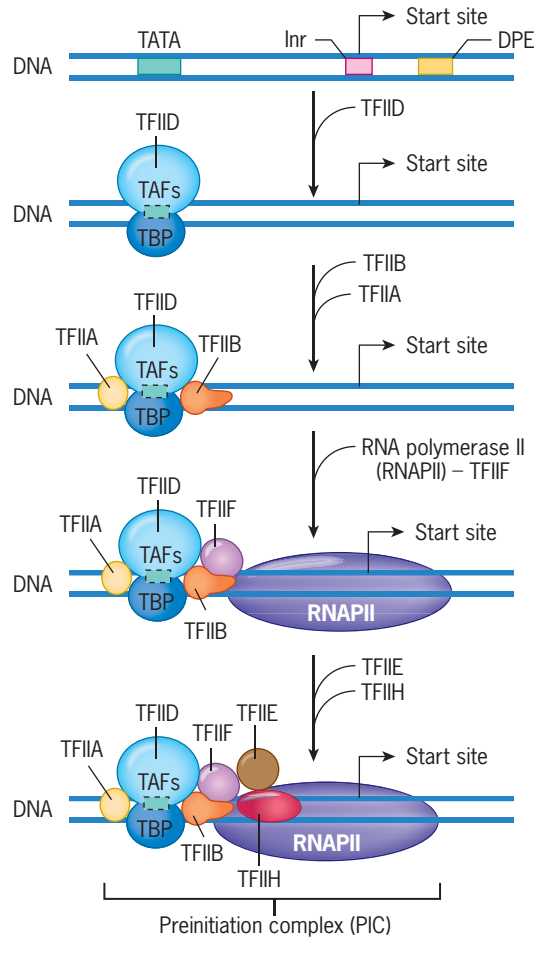 Start site
TATA
Inr
DPE
DNA
TFIID
TFIID
TAFs
Start site
DNA
TBP
TFIIB
TFIIA
TFIID
TFIIA
TFIIB
Start site
TAFs
DNA
TBP
RNA polymerase II
(RNAPII) – TFIIF
TFIID
TFIIF
TFIIA
Start site
TAFs
DNA
TBP
RNAPII
TFIIB
TFIIE
TFIIH
TFIID
TFIIE
TFIIF
TFIIA
Start site
TAFs
DNA
TBP
RNAPII
TFIIB
TFIIH
Preinitiation complex (PIC)